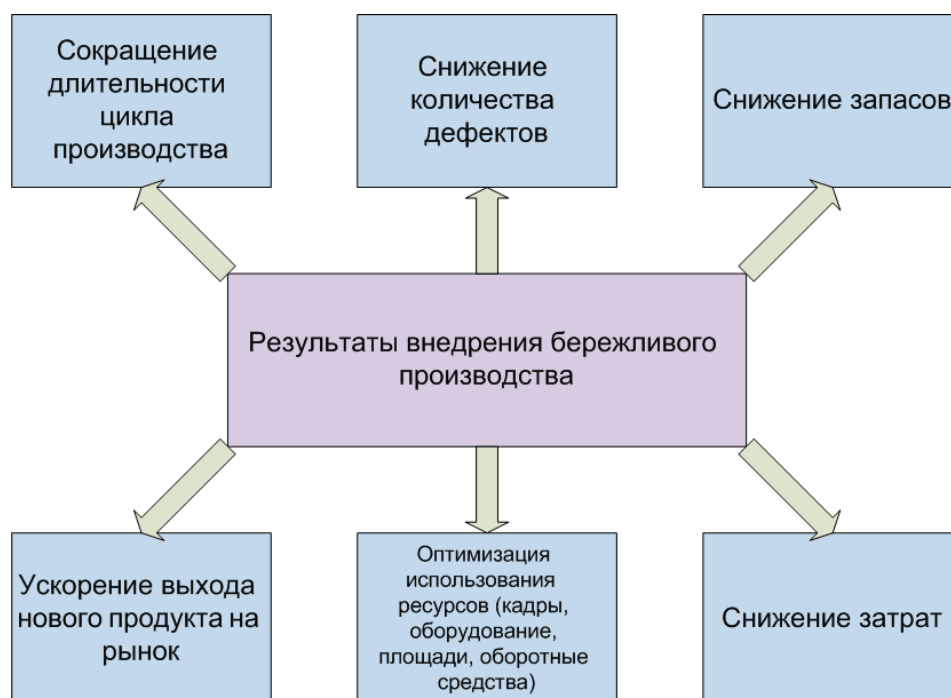 Сокращение
длительности
цикла
производства
Снижение
количества
дефектов
Снижение запасов
Результаты внедрения бережливого
производства
Ускорение выхода
нового продукта на
рынок
Оптимизация
использования
ресурсов (кадры,
оборудование,
площади, оборотные
средства)
Снижение затрат